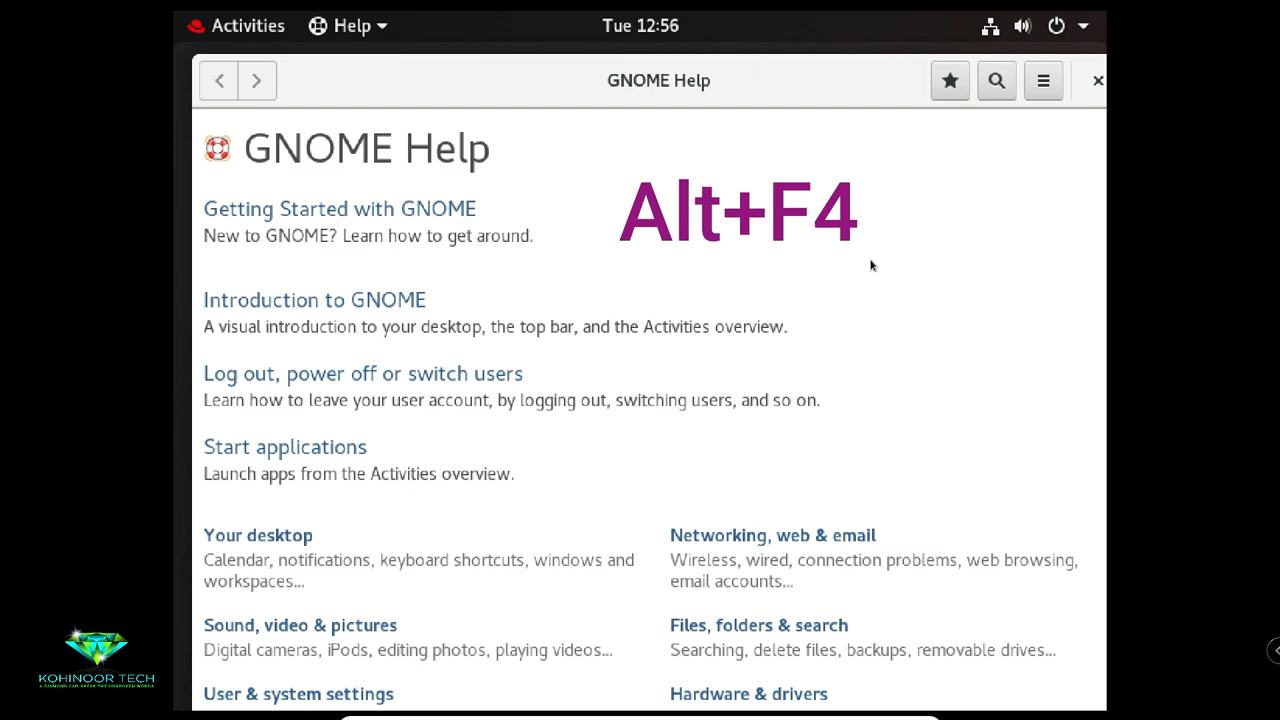 Activities Help Tue 12:56
GNOME Help
GNOME Help
Alt+F4
Getting Started with GNOME
New to GNOME? Learn how to get around.
Introduction to GNOME
A visual introduction to your desktop, the top bar, and the Activities overview.
Log out, power off or switch users
Learn how to leave your user account, by logging out, switching users, and so on.
Start applications
Launch apps from the Activities overview.
Your desktop
Calendar, notifications, keyboard shortcuts, windows and
workspaces...
Networking, web & email
Wireless, wired, connection problems, web browsing,
email accounts...
Sound, video & pictures
Digital cameras, iPods, editing photos, playing videos...
Files, folders & search
Searching, delete files, backups, removable drives...
User & system settings
Hardware & drivers
KOHINOOR TECH
A DIAMOND CAN SPEAK THE UNSPOKEN WORDS